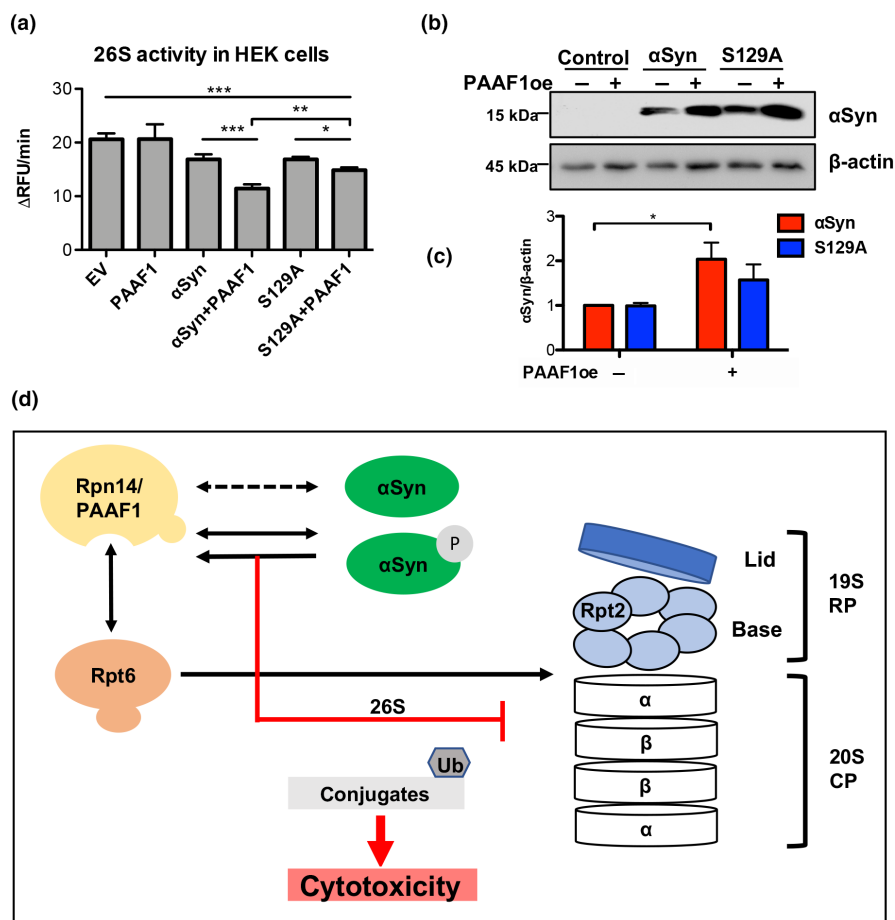 (a)
26S activity in HEK cells
***
**
***
*
30
20
10
0
ΔRFU/min
EV
PAAF1
αSyn
αSyn+PAAF1
S129A
S129A+PAAF1
(b)
Control αSyn S129A
PAAF1oe – + – + – +
15 kDa αSyn
45 kDa β-actin
(c)
3
2
1
0
αSyn/β-actin
*
αSyn
S129A
PAAF1oe – +
(d)
Rpn14/
PAAF1
αSyn
αSyn P
Rpt6
26S
Ub
Conjugates
Cytotoxicity
Lid
Rpt2
Base
19S
RP
α
β
β
α
20S
CP